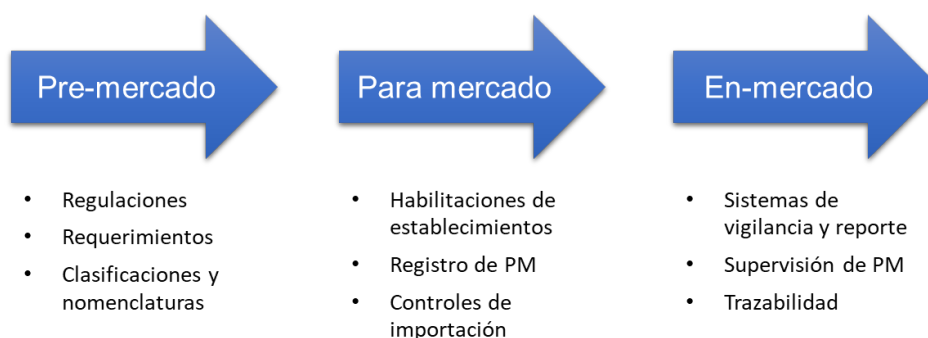 Pre-mercado
Para mercado
En-mercado
• Regulaciones
• Requerimientos
• Clasificaciones y
nomenclaturas
• Habilitaciones de
establecimientos
• Registro de PM
• Controles de
importación
• Sistemas de
vigilancia y reporte
• Supervisión de PM
• Trazabilidad